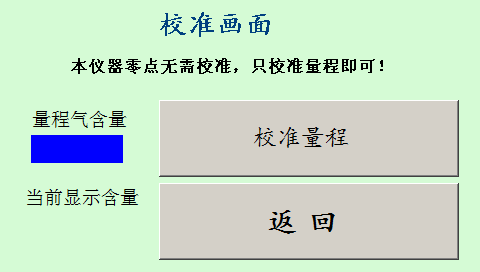 校准画面
本仪器零点无需校准，只校准量程即可！
量程气含量
校准量程
当前显示含量
返 回